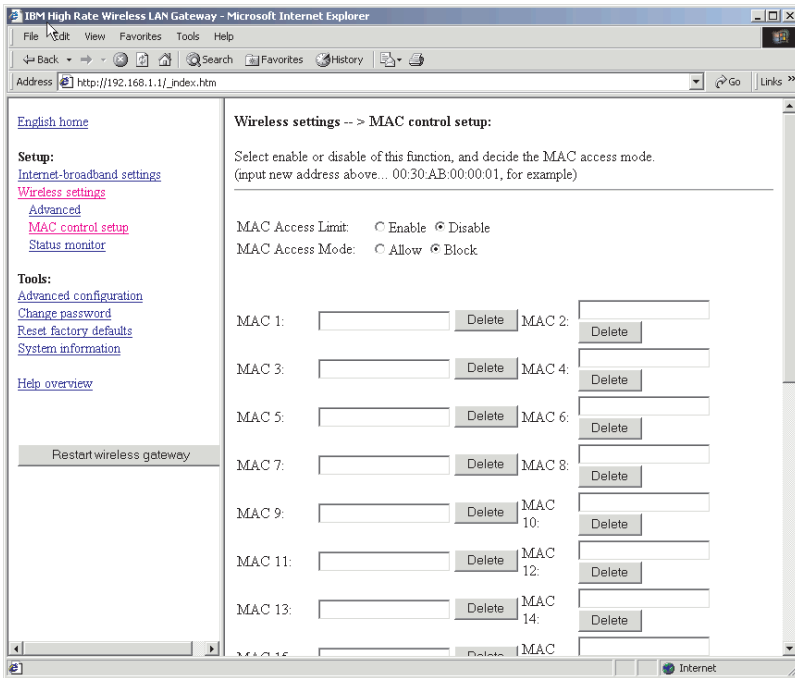 IBM High Rate Wireless LAN Gateway - Microsoft Internet Explorer
File Edit View Favorites Tools Help
Back Search Favorites History
Address http://192.168.1.1/_index.htm Go Links »
English home
Setup:
Internet-broadband settings
Wireless settings
Advanced
MAC control setup
Status monitor
Tools:
Advanced configuration
Change password
Reset factory defaults
System information
Help overview
Restart wireless gateway
Wireless settings -- > MAC control setup:
Select enable or disable of this function, and decide the MAC access mode.
(input new address above... 00:30:AB:00:00:01, for example)
MAC Access Limit: Enable Disable
MAC Access Mode: Allow Block
MAC 1: Delete MAC 2: Delete
MAC 3: Delete MAC 4: Delete
MAC 5: Delete MAC 6: Delete
MAC 7: Delete MAC 8: Delete
MAC 9: Delete MAC 10: Delete
MAC 11: Delete MAC 12: Delete
MAC 13: Delete MAC 14: Delete
MAC 15 Delete MAC
Internet